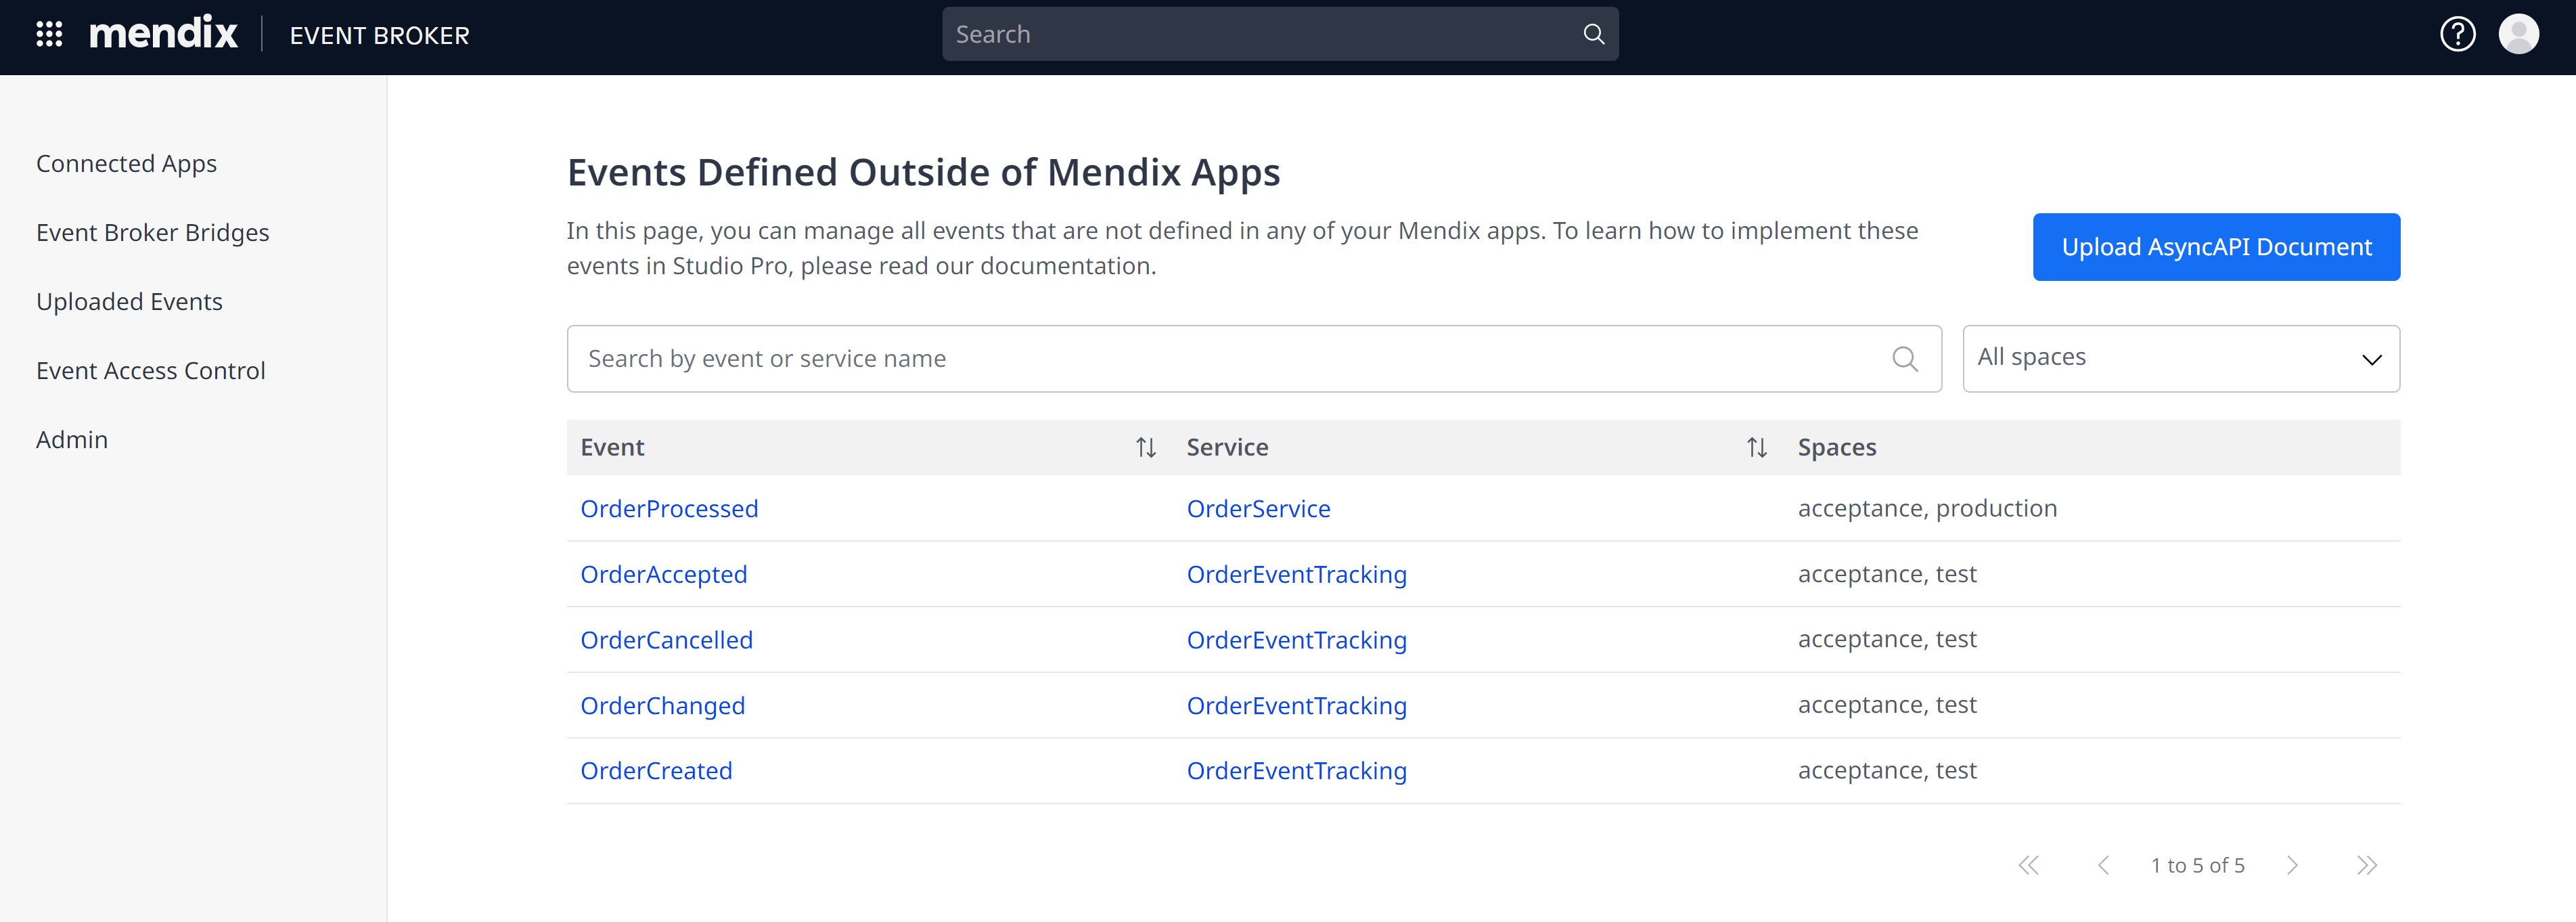 mendix EVENT BROKER
Search
Connected Apps
Event Broker Bridges
Uploaded Events
Event Access Control
Admin
Events Defined Outside of Mendix Apps
In this page, you can manage all events that are not defined in any of your Mendix apps. To learn how to implement these
events in Studio Pro, please read our documentation.
Upload AsyncAPI Document
Search by event or service name
All spaces
Event Service Spaces
OrderProcessed OrderService acceptance, production
OrderAccepted OrderEventTracking acceptance, test
OrderCancelled OrderEventTracking acceptance, test
OrderChanged OrderEventTracking acceptance, test
OrderCreated OrderEventTracking acceptance, test
1 to 5 of 5